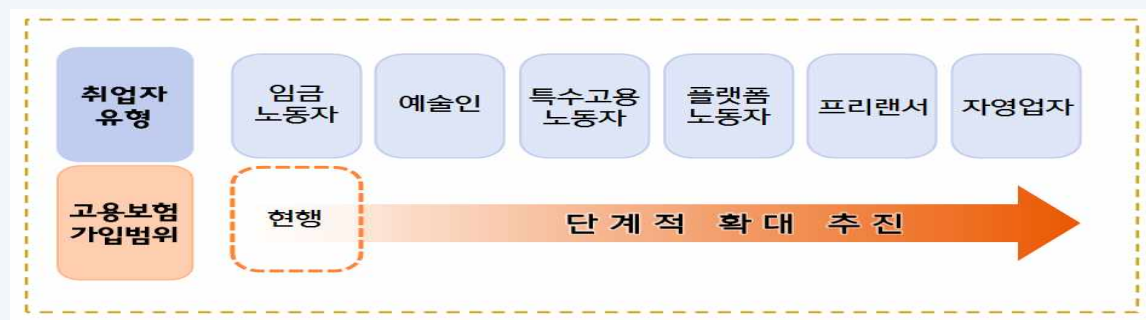 취업자
유형
임금
노동자
예술인
특수고용
노동자
플랫폼
노동자
프리랜서
자영업자
고용보험
가입범위
현행
단계적 확대 추진